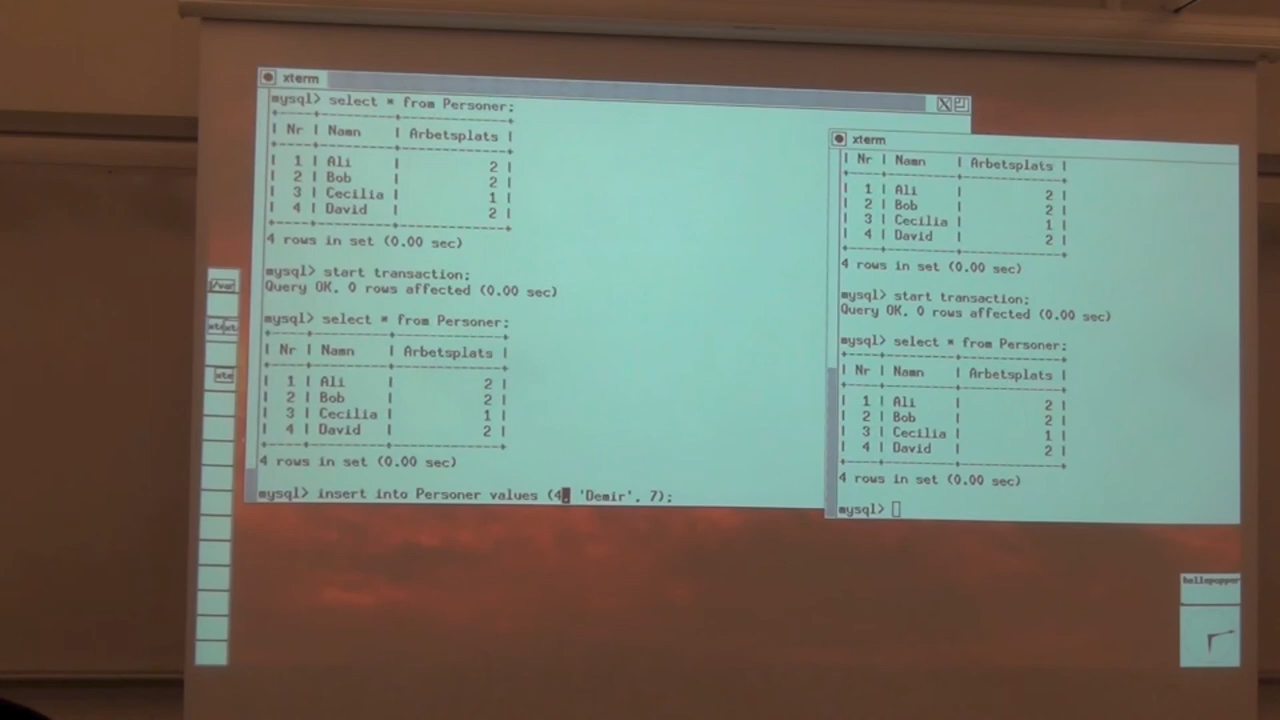 xterm
mysql> select * from Personer;
| Nr | Namn | Arbetsplats |
| 1 | Ali | 2 |
| 2 | Bob | 2 |
| 3 | Cecilia | 1 |
| 4 | David | 2 |
4 rows in set (0.00 sec)
mysql> start transaction;
Query OK, 0 rows affected (0.00 sec)
mysql> select * from Personer;
| Nr | Namn | Arbetsplats |
| 1 | Ali | 2 |
| 2 | Bob | 2 |
| 3 | Cecilia | 1 |
| 4 | David | 2 |
4 rows in set (0.00 sec)
mysql> insert into Personer values (4, 'Demir', 7);
xterm
| Nr | Namn | Arbetsplats |
| 1 | Ali | 2 |
| 2 | Bob | 2 |
| 3 | Cecilia | 1 |
| 4 | David | 2 |
4 rows in set (0.00 sec)
mysql> start transaction;
Query OK, 0 rows affected (0.00 sec)
mysql> select * from Personer;
| Nr | Namn | Arbetsplats |
| 1 | Ali | 2 |
| 2 | Bob | 2 |
| 3 | Cecilia | 1 |
| 4 | David | 2 |
4 rows in set (0.00 sec)
mysql>
/var
xte